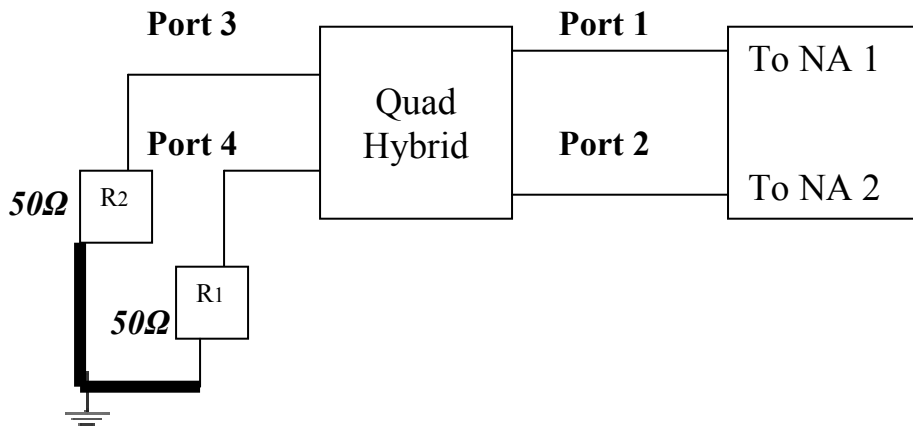 Port 3
Port 1
To NA 1
Quad
Hybrid
Port 4
Port 2
50Ω
R2
To NA 2
R1
50Ω